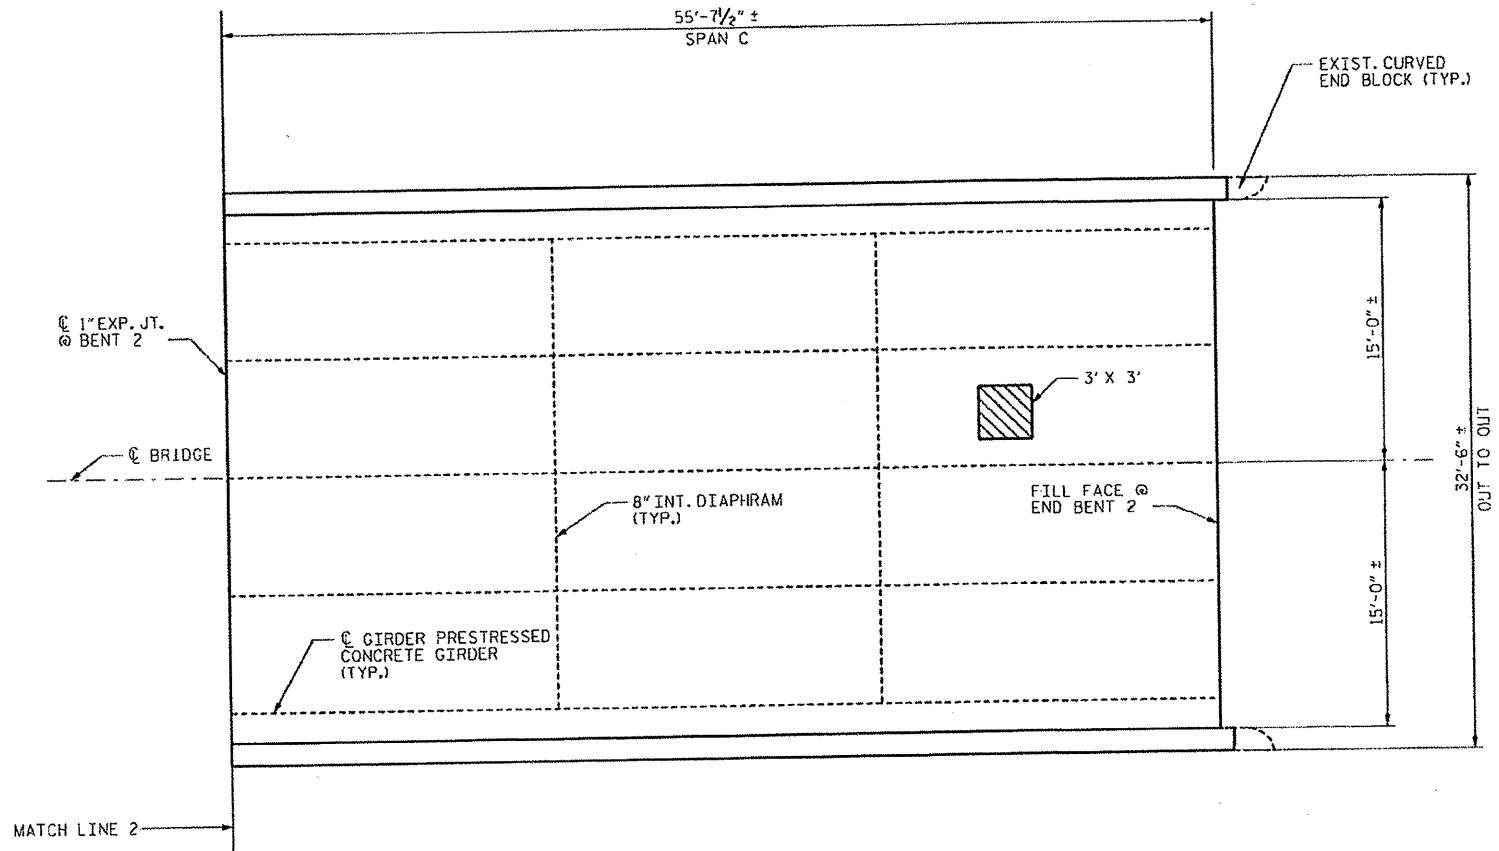 55'-7½" ±
SPAN C
EXIST. CURVED
END BLOCK (TYP.)
℄ 1" EXP. JT.
@ BENT 2
15'-0" ±
3' X 3'
℄ BRIDGE
32'-6" ±
OUT TO OUT
8" INT. DIAPHRAM
(TYP.)
FILL FACE @
END BENT 2
15'-0" ±
℄ GIRDER PRESTRESSED
CONCRETE GIRDER
(TYP.)
MATCH LINE 2